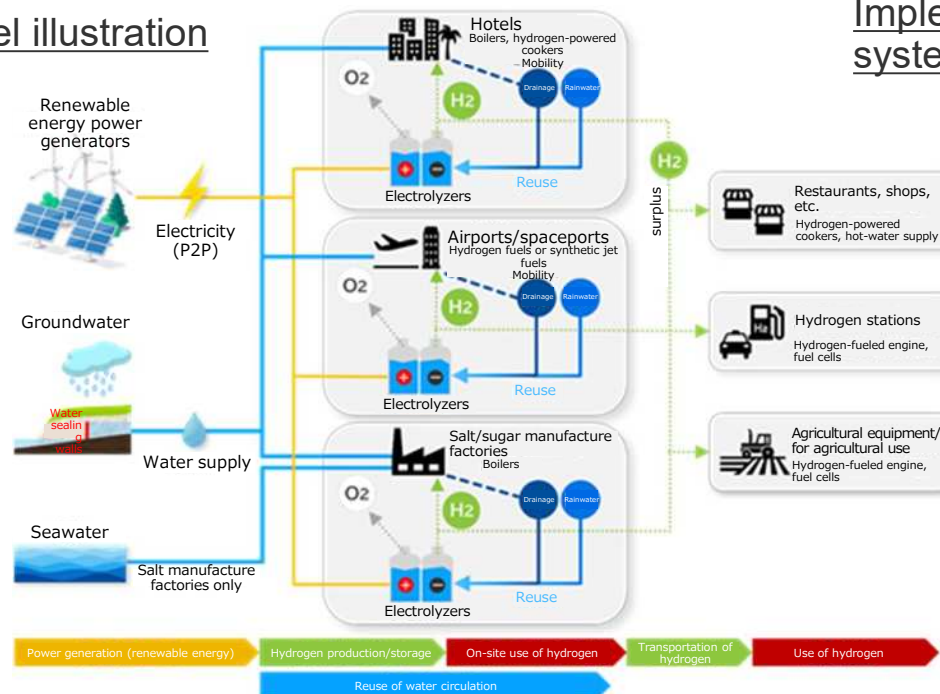 el illustration
Imple
syste
Renewable
energy power
generators
Electricity
(P2P)
Groundwater
Water
sealin
g
walls
Water supply
Seawater
Salt manufacture
factories only
Hotels
Boilers, hydrogen-powered
cookers
Mobility
O2
H2
Drainage
Rainwater
Electrolyzers
Reuse
Airports/spaceports
Hydrogen fuels or synthetic jet
fuels
Mobility
O2
H2
Drainage
Rainwater
Electrolyzers
Reuse
Salt/sugar manufacture
factories
Boilers
O2
H2
Drainage
Rainwater
Electrolyzers
Reuse
H2
surplus
Restaurants, shops,
etc.
Hydrogen-powered
cookers, hot-water supply
H2
Hydrogen stations
Hydrogen-fueled engine,
fuel cells
Agricultural equipment/
for agricultural use
Hydrogen-fueled engine,
fuel cells
Power generation (renewable energy)
Hydrogen production/storage
On-site use of hydrogen
Transportation of
hydrogen
Use of hydrogen
Reuse of water circulation